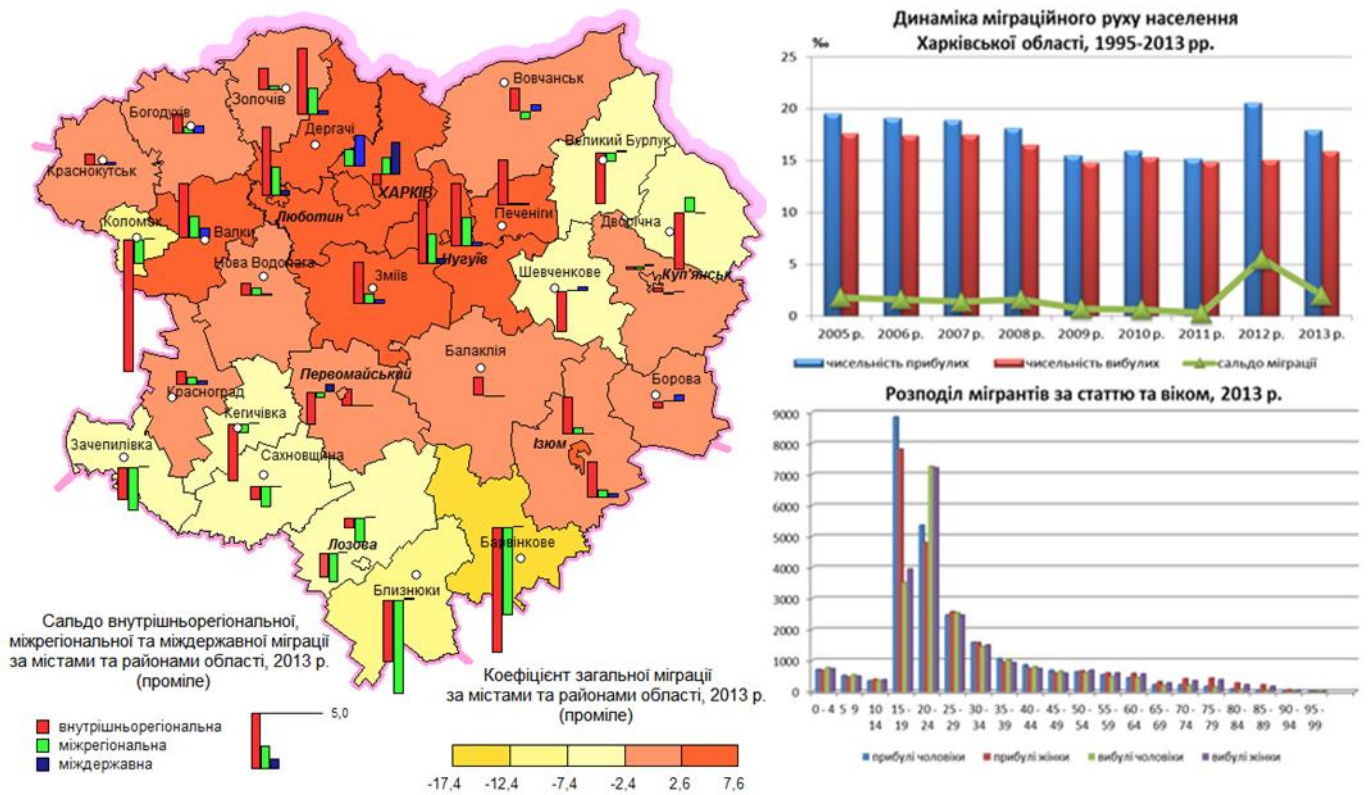 Золочів
Вовчанськ
Богодухів
Дергачі
Великий Бурлук
Краснокутськ
ХАРКІВ
Люботин
Печеніги
Дворічна
Коломак
Валки
Чугуїв
Нова Водолага
Зміїв
Шевченкове
Куп'янськ
Балаклія
Первомайський
Борова
Красноград
Кегичівка
Зачепилівка
Сахновщина
Ізюм
Лозова
Барвінкове
Близнюки
Сальдо внутрішньорегіональної,
міжрегіональної та міждержавної міграції
за містами та районами області, 2013 р.
(проміле)
внутрішньорегіональна
міжрегіональна
міждержавна
5,0
Коефіцієнт загальної міграції
за містами та районами області, 2013 р.
(проміле)
-17,4 -12,4 -7,4 -2,4 2,6 7,6
Динаміка міграційного руху населення
Харківської області, 1995-2013 рр.
‰
25
20
15
10
5
0
2005 р. 2006 р. 2007 р. 2008 р. 2009 р. 2010 р. 2011 р. 2012 р. 2013 р.
чисельність прибулих чисельність вибулих сальдо міграції
Розподіл мігрантів за статтю та віком, 2013 р.
9000
8000
7000
6000
5000
4000
3000
2000
1000
0
0 - 4 5 9 10 15 - 20 - 25 - 30 - 35 - 40 - 45 - 50 - 55 - 60 - 65 - 70 - 75 - 80 - 85 - 90 - 95 -
14 19 24 29 34 39 44 49 54 59 64 69 74 79 84 89 94 99
прибулі чоловіки прибулі жінки вибулі чоловіки вибулі жінки